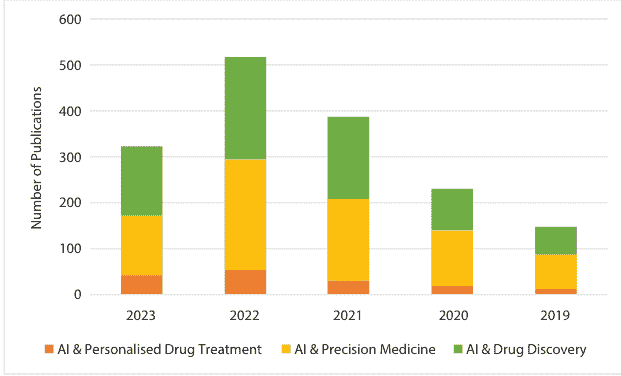 600
500
400
300
200
100
0
Number of Publications
2023 2022 2021 2020 2019
AI & Personalised Drug Treatment AI & Precision Medicine AI & Drug Discovery